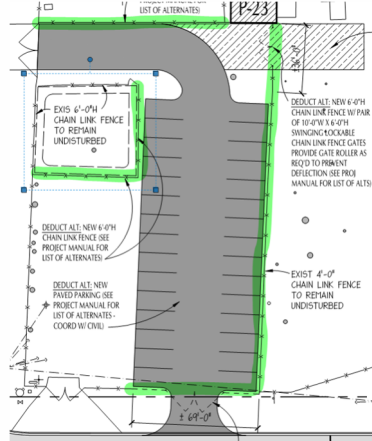 LIST OF ALTERNATES)
P-23
±36'-0"
EXIS 6'-0"H
CHAIN LINK FENCE
TO REMAIN
UNDISTURBED
DEDUCT ALT: NEW 6'-0"H
CHAIN LINK FENCE W/ PAIR
OF 10'-0"W X 6'-0"H
SWINGING LOCKABLE
CHAIN LINK FENCE GATES
PROVIDE GATE ROLLER AS
REQ'D TO PREVENT
DEFLECTION (SEE PROJ
MANUAL FOR LIST OF ALTS)
DEDUCT ALT: NEW 6'-0"H
CHAIN LINK FENCE (SEE
PROJECT MANUAL FOR
LIST OF ALTERNATES)
DEDUCT ALT: NEW
PAVED PARKING (SEE
PROJECT MANUAL FOR
LIST OF ALTERNATES -
COORD W/ CIVIL)
EXIST 4'-0"
CHAIN LINK FENCE
TO REMAIN
UNDISTURBED
± 69'-0"